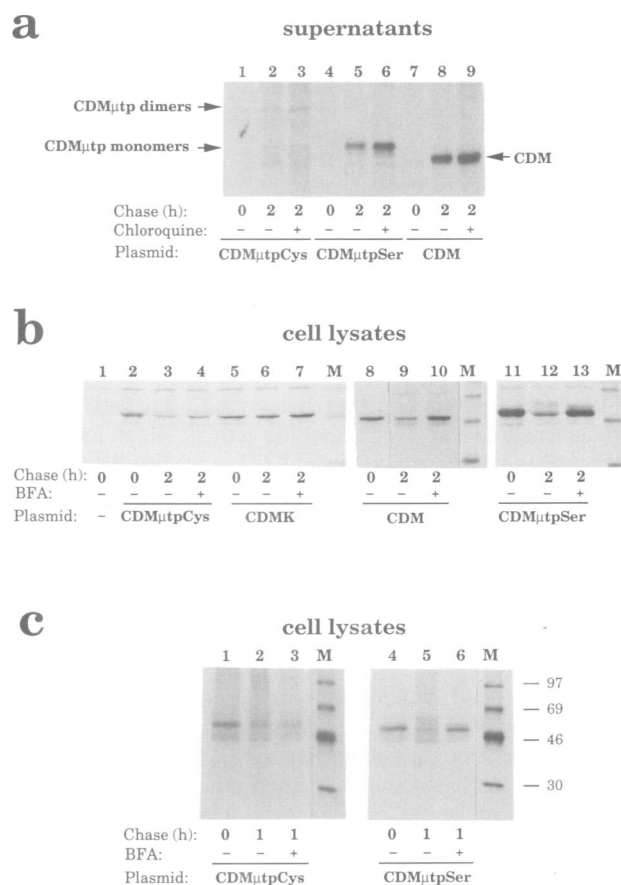 a
supernatants
1 2 3 4 5 6 7 8 9
CDMµtp dimers
CDMµtp monomers
CDM
Chase (h): 0 2 2 0 2 2 0 2 2
Chloroquine: – – + – – + – – +
Plasmid: CDMµtpCys CDMµtpSer CDM
b
cell lysates
1 2 3 4 5 6 7 M 8 9 10 M 11 12 13 M
Chase (h): 0 0 2 2 0 2 2 0 2 2 0 2 2
BFA: – – – + – – + – – + – – +
Plasmid: – CDMµtpCys CDMK CDM CDMµtpSer
c
cell lysates
1 2 3 M 4 5 6 M
97
69
46
30
Chase (h): 0 1 1 0 1 1
BFA: – – + – – +
Plasmid: CDMµtpCys CDMµtpSer